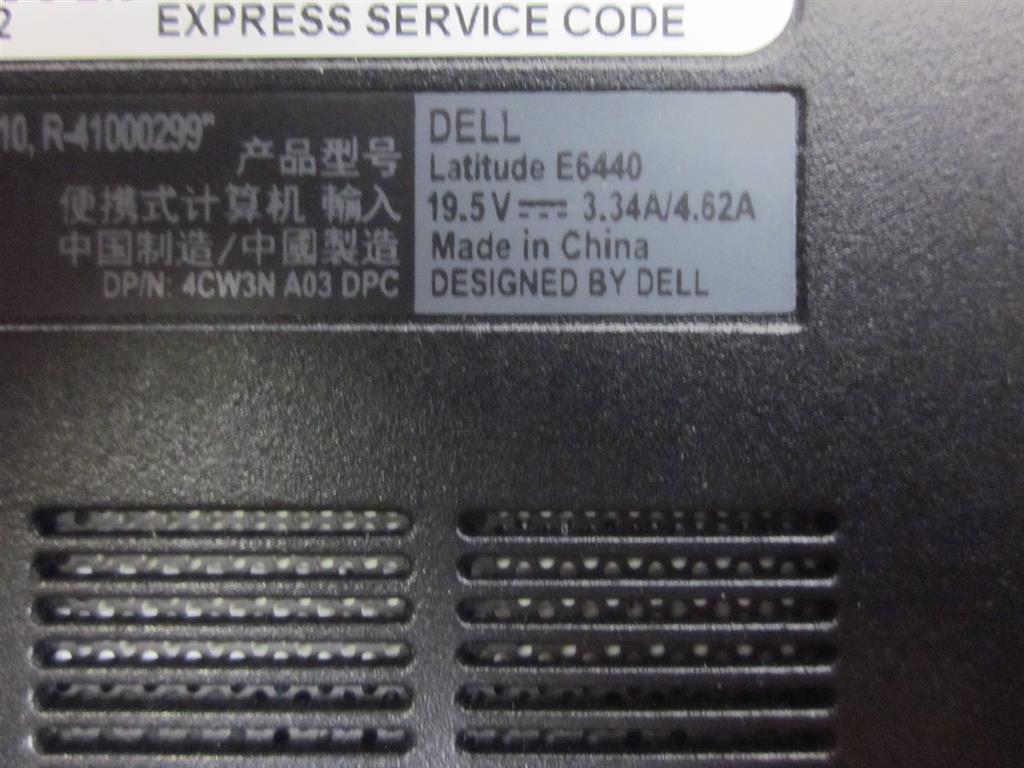 2
EXPRESS SERVICE CODE
10, R-41000299"
产品型号
便携式计算机 輸入
中国制造/中國製造
DP/N: 4CW3N A03 DPC
DELL
Latitude E6440
19.5V⎓ 3.34A/4.62A
Made in China
DESIGNED BY DELL